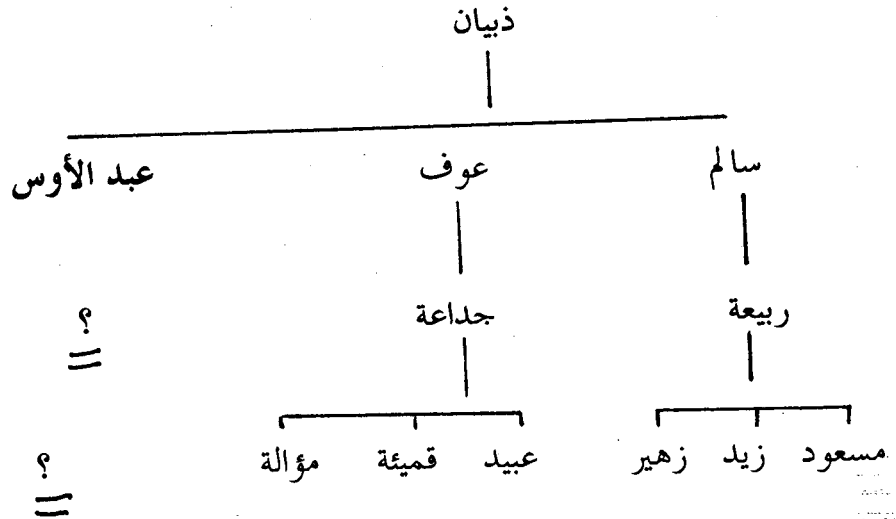 ذبيان
سالم عوف عبد الأوس
ربيعة جداعة ؟
مسعود زيد زهير عبيد قميئة مؤالة ؟